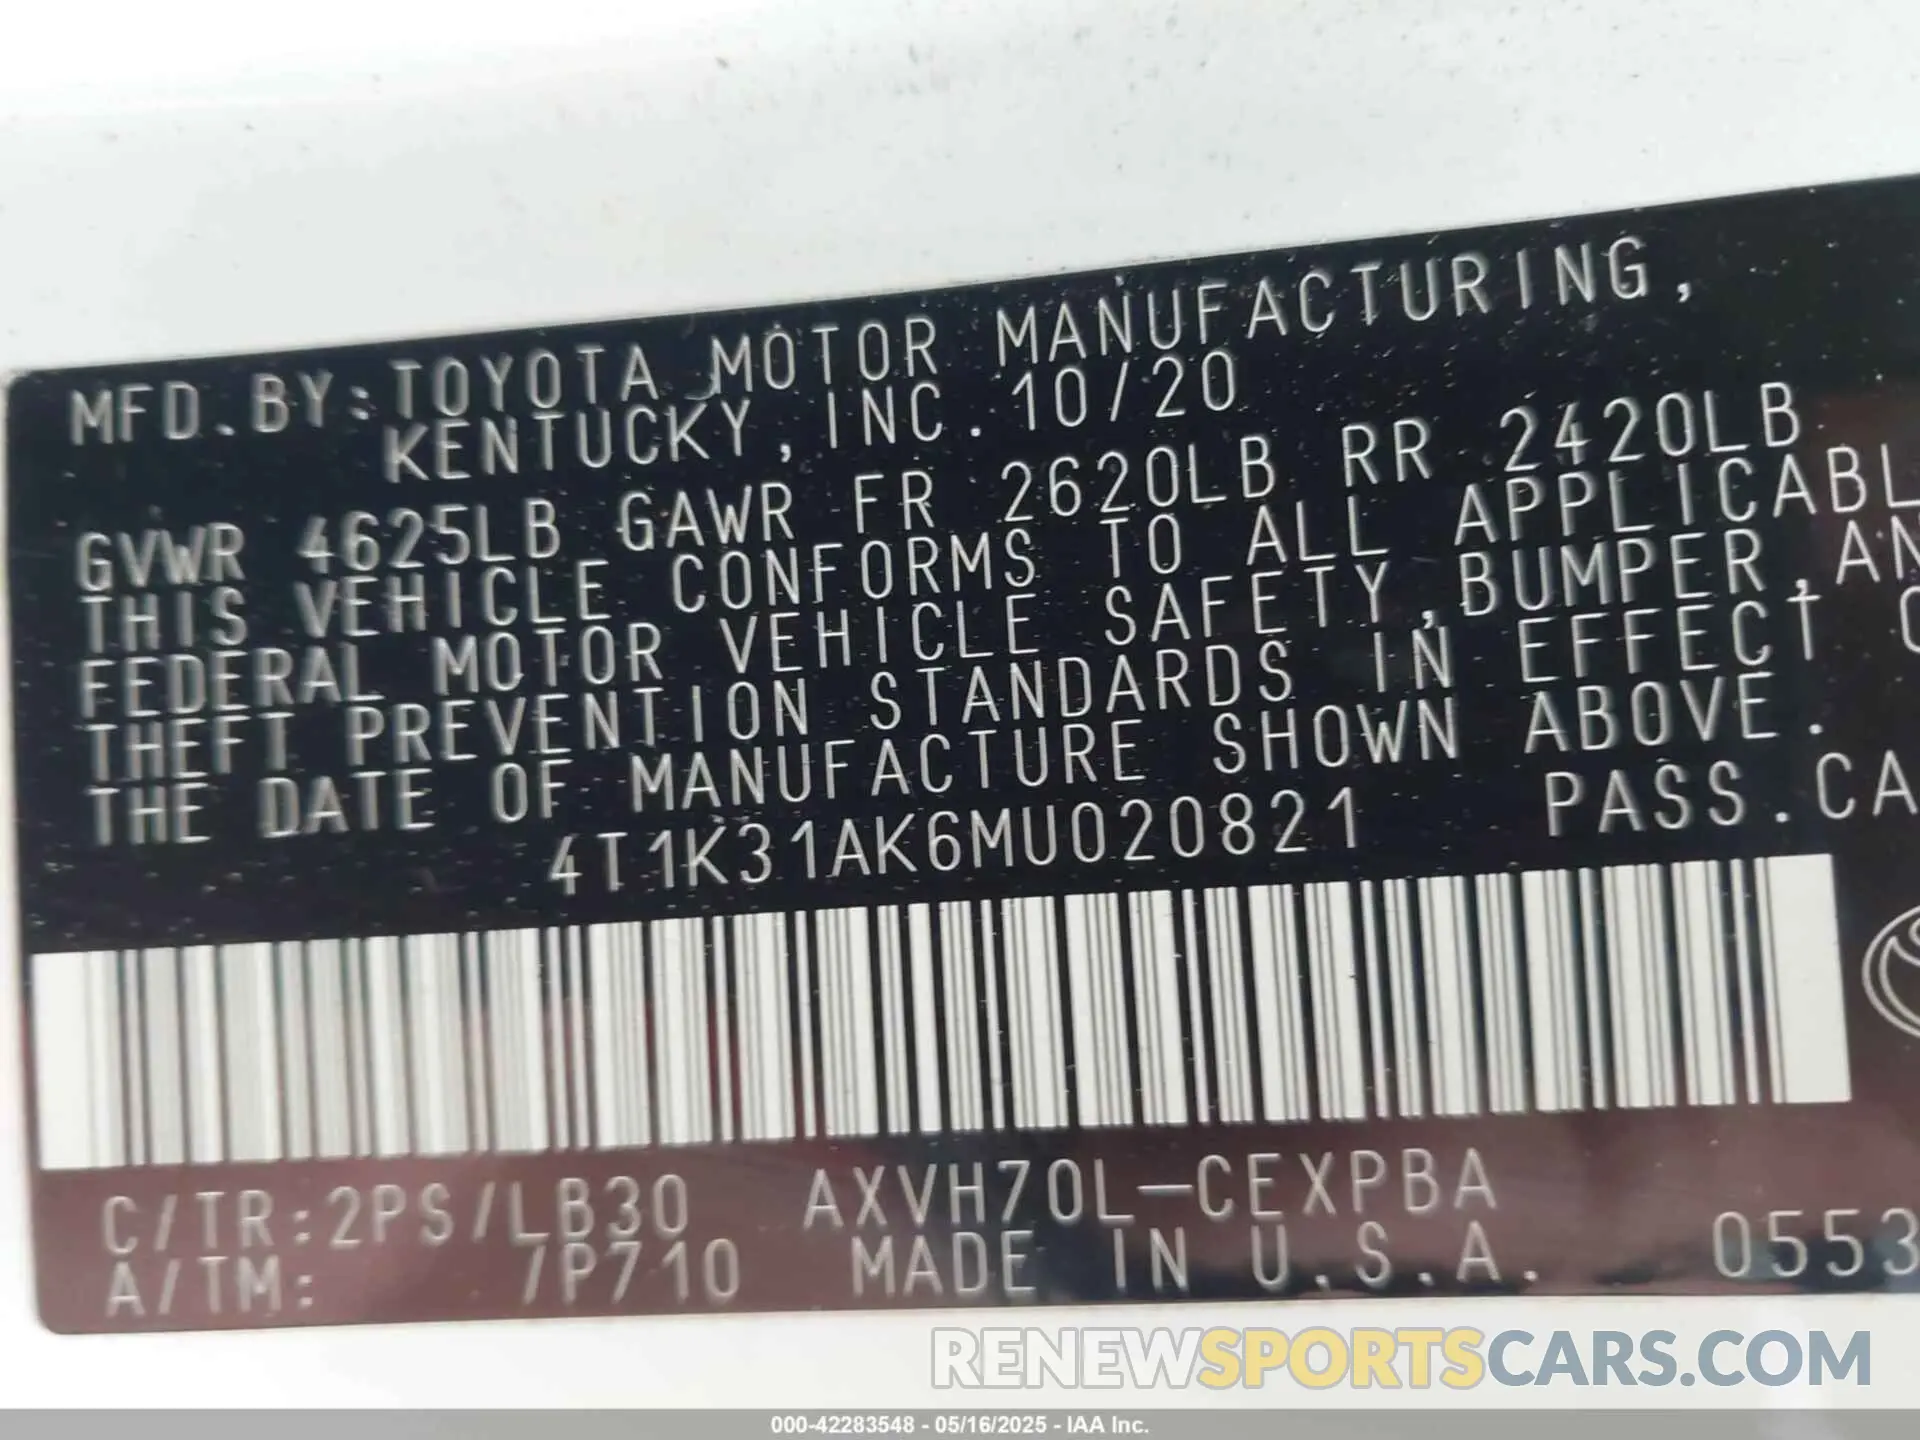 MFD. BY: TOYOTA MOTOR MANUFACTURING,
KENTUCKY, INC. 10/20
GVWR 4625LB GAWR FR 2620LB RR 2420LB
THIS VEHICLE CONFORMS TO ALL APPLICABL
FEDERAL MOTOR VEHICLE SAFETY, BUMPER, AN
THEFT PREVENTION STANDARDS IN EFFECT O
THE DATE OF MANUFACTURE SHOWN ABOVE.
4T1K31AK6MU020821 PASS.CA
C/TR:2PS/LB30 AXVH70L-CEXPBA
A/TM: /P710 MADE IN U.S.A. 0553
RENEWSPORTSCARS.COM
000-42283548 - 05/16/2025 - IAA Inc.